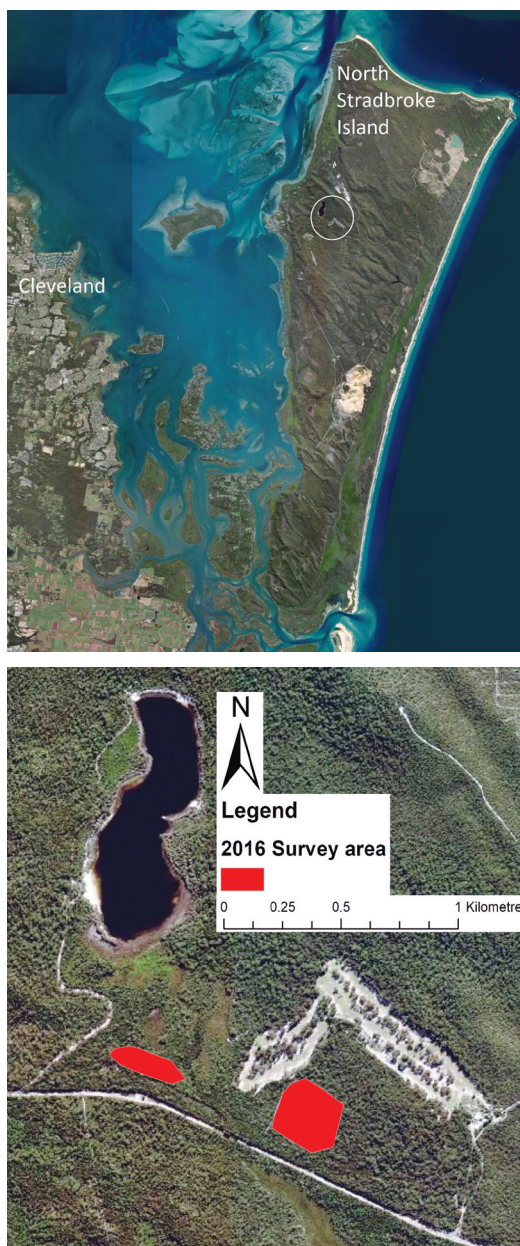 North
Stradbroke
Island
Cleveland
N
Legend
2016 Survey area
0 0.25 0.5 1 Kilometre